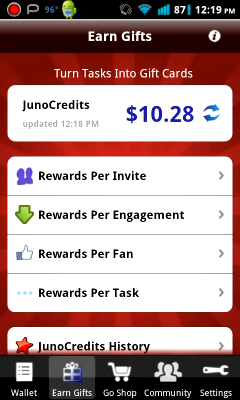 96° 87 12:19 PM
Earn Gifts
Turn Tasks Into Gift Cards
JunoCredits
$10.28
updated 12:18 PM
Rewards Per Invite
Rewards Per Engagement
Rewards Per Fan
Rewards Per Task
JunoCredits History
Wallet Earn Gifts Go Shop Community Settings